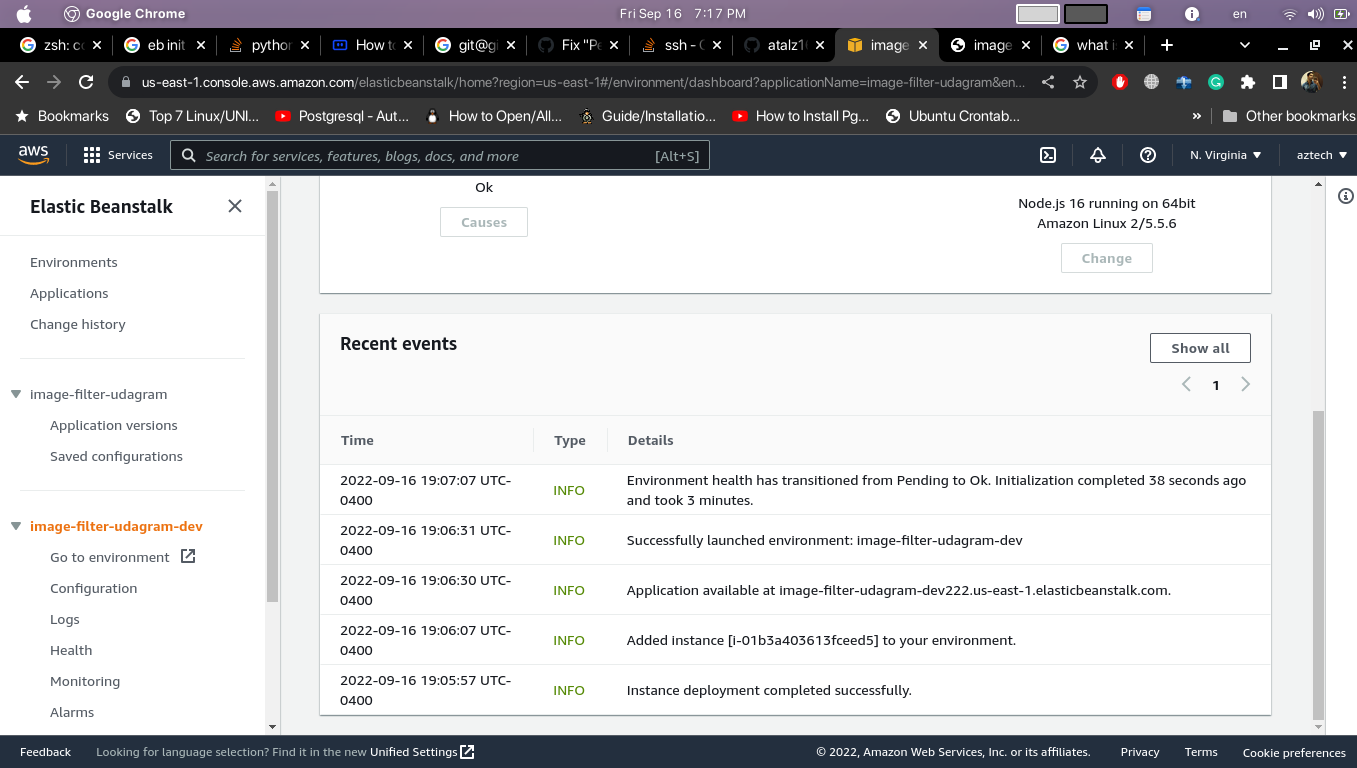 Google Chrome
Fri Sep 16 7:17 PM
en
zsh: c
eb init
python
How to
git@gi
Fix "Pe
ssh - C
atalz1
image
image
what is
us-east-1.console.aws.amazon.com/elasticbeanstalk/home?region=us-east-1#/environment/dashboard?applicationName=image-filter-udagram&en...
Bookmarks
Top 7 Linux/UNI...
Postgresql - Aut...
How to Open/All...
Guide/Installatio...
How to Install Pg...
Ubuntu Crontab...
»
Other bookmarks
aws
Services
Search for services, features, blogs, docs, and more
[Alt+S]
N. Virginia
aztech
Elastic Beanstalk
Environments
Applications
Change history
image-filter-udagram
Application versions
Saved configurations
image-filter-udagram-dev
Go to environment
Configuration
Logs
Health
Monitoring
Alarms
Ok
Causes
Node.js 16 running on 64bit
Amazon Linux 2/5.5.6
Change
Recent events
Show all
1
Time Type Details
2022-09-16 19:07:07 UTC-
0400
INFO
Environment health has transitioned from Pending to Ok. Initialization completed 38 seconds ago
and took 3 minutes.
2022-09-16 19:06:31 UTC-
0400
INFO
Successfully launched environment: image-filter-udagram-dev
2022-09-16 19:06:30 UTC-
0400
INFO
Application available at image-filter-udagram-dev222.us-east-1.elasticbeanstalk.com.
2022-09-16 19:06:07 UTC-
0400
INFO
Added instance [i-01b3a403613fceed5] to your environment.
2022-09-16 19:05:57 UTC-
0400
INFO
Instance deployment completed successfully.
Feedback
Looking for language selection? Find it in the new Unified Settings
© 2022, Amazon Web Services, Inc. or its affiliates.
Privacy
Terms
Cookie preferences